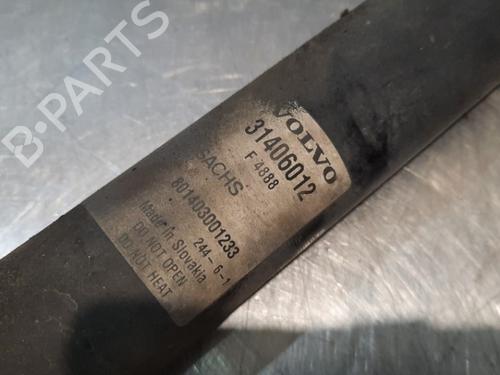 B-PARTS
VOLVO
31406012
F 4888
SACHS
801403001233
244-6-1
Made in Slovakia
DO NOT OPEN
DO NOT HEAT